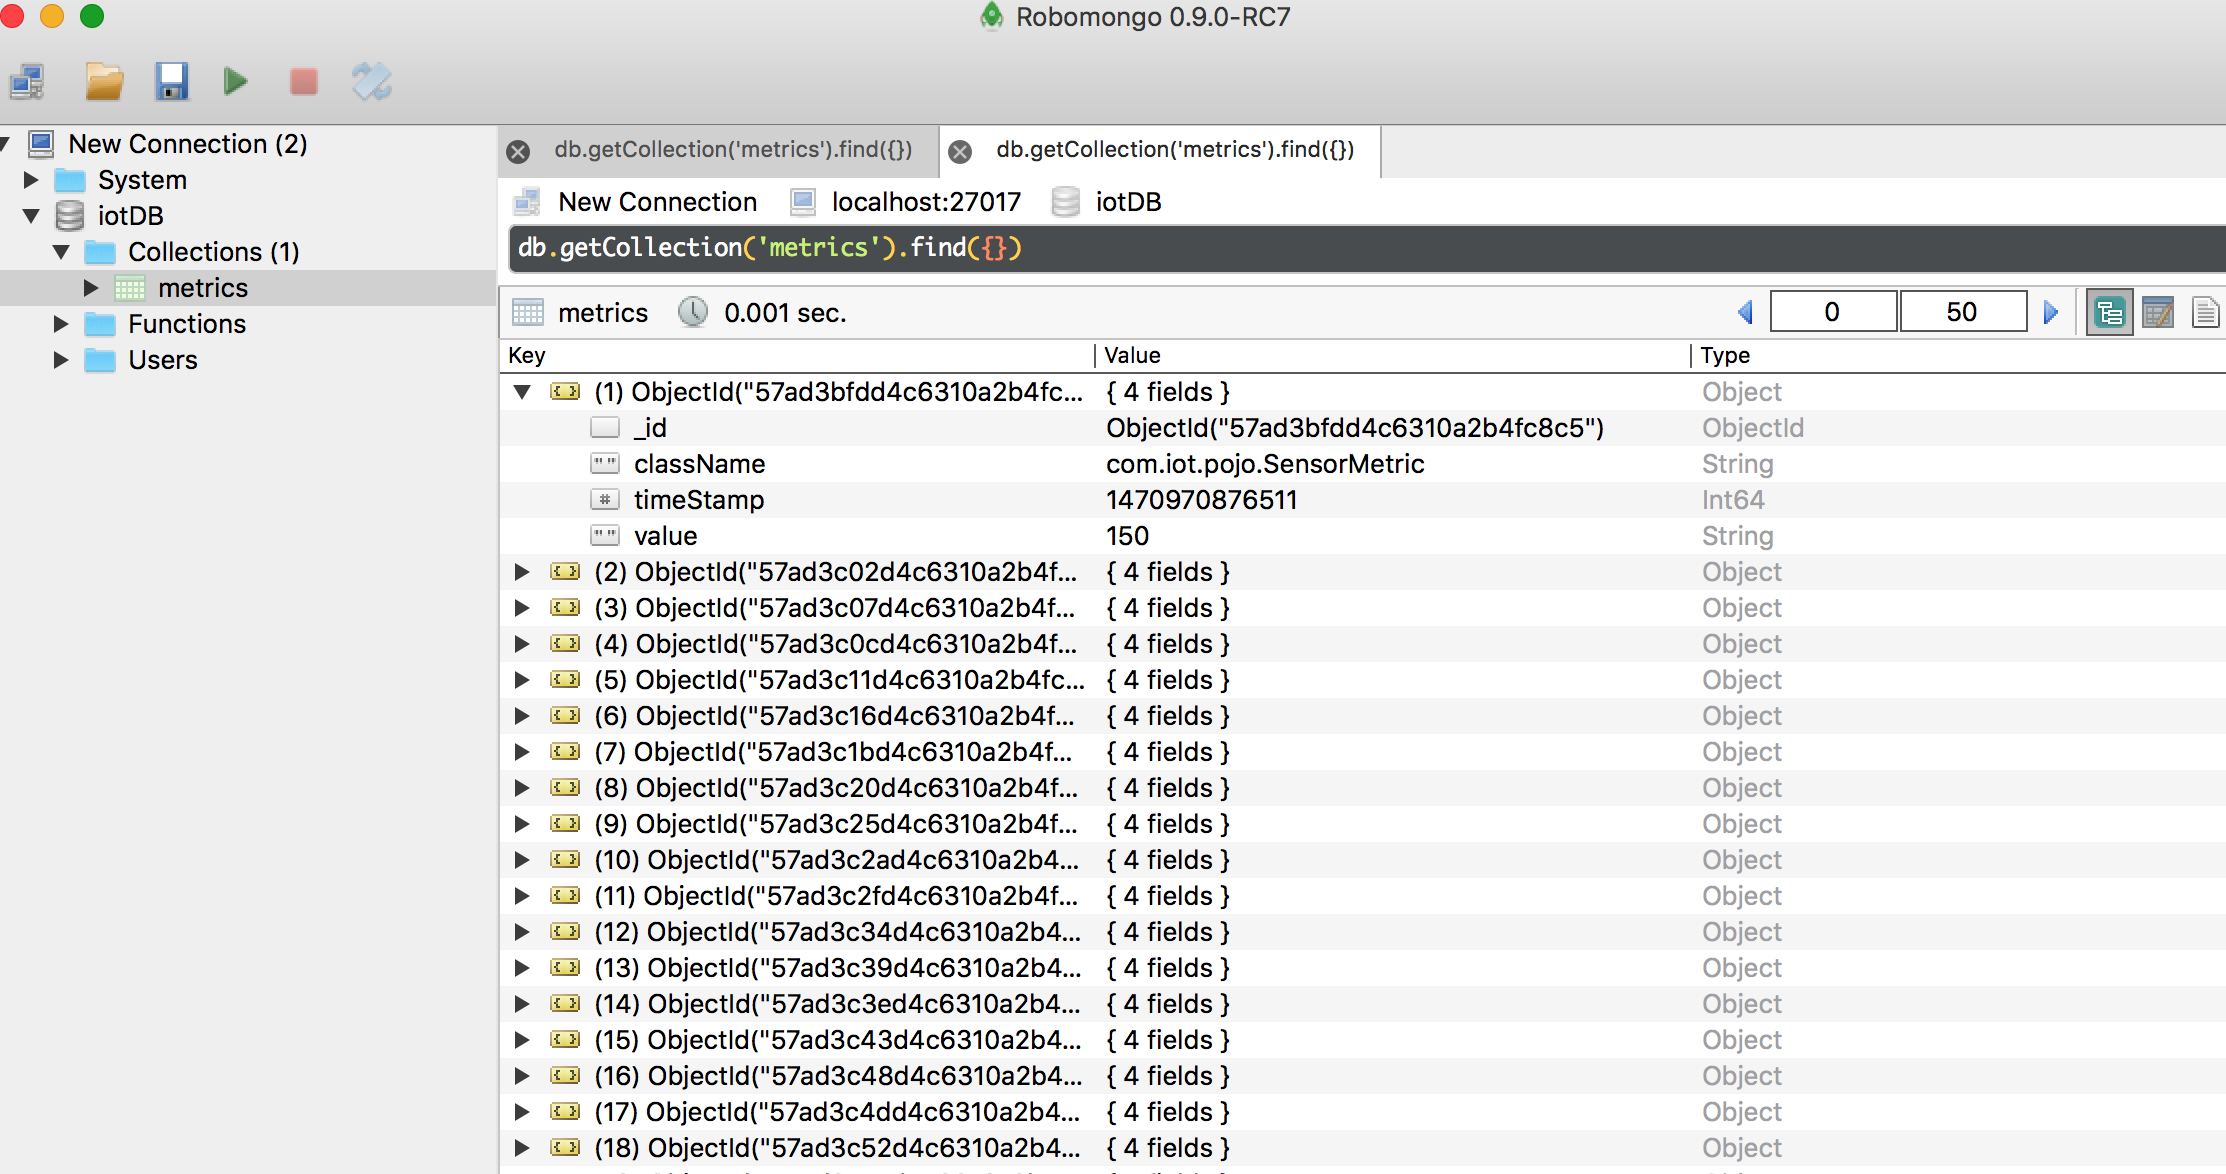 Robomongo 0.9.0-RC7
New Connection (2)
System
iotDB
Collections (1)
metrics
Functions
Users
db.getCollection('metrics').find({})
db.getCollection('metrics').find({})
New Connection localhost:27017 iotDB
db.getCollection('metrics').find({})
metrics 0.001 sec. 0 50
Key Value Type
(1) ObjectId("57ad3bfdd4c6310a2b4fc... { 4 fields } Object
_id ObjectId("57ad3bfdd4c6310a2b4fc8c5") ObjectId
className com.iot.pojo.SensorMetric String
timeStamp 1470970876511 Int64
value 150 String
(2) ObjectId("57ad3c02d4c6310a2b4f... { 4 fields } Object
(3) ObjectId("57ad3c07d4c6310a2b4f... { 4 fields } Object
(4) ObjectId("57ad3c0cd4c6310a2b4f... { 4 fields } Object
(5) ObjectId("57ad3c11d4c6310a2b4fc... { 4 fields } Object
(6) ObjectId("57ad3c16d4c6310a2b4f... { 4 fields } Object
(7) ObjectId("57ad3c1bd4c6310a2b4f... { 4 fields } Object
(8) ObjectId("57ad3c20d4c6310a2b4f... { 4 fields } Object
(9) ObjectId("57ad3c25d4c6310a2b4f... { 4 fields } Object
(10) ObjectId("57ad3c2ad4c6310a2b4... { 4 fields } Object
(11) ObjectId("57ad3c2fd4c6310a2b4f... { 4 fields } Object
(12) ObjectId("57ad3c34d4c6310a2b4... { 4 fields } Object
(13) ObjectId("57ad3c39d4c6310a2b4... { 4 fields } Object
(14) ObjectId("57ad3c3ed4c6310a2b4... { 4 fields } Object
(15) ObjectId("57ad3c43d4c6310a2b4... { 4 fields } Object
(16) ObjectId("57ad3c48d4c6310a2b4... { 4 fields } Object
(17) ObjectId("57ad3c4dd4c6310a2b4... { 4 fields } Object
(18) ObjectId("57ad3c52d4c6310a2b4... { 4 fields } Object